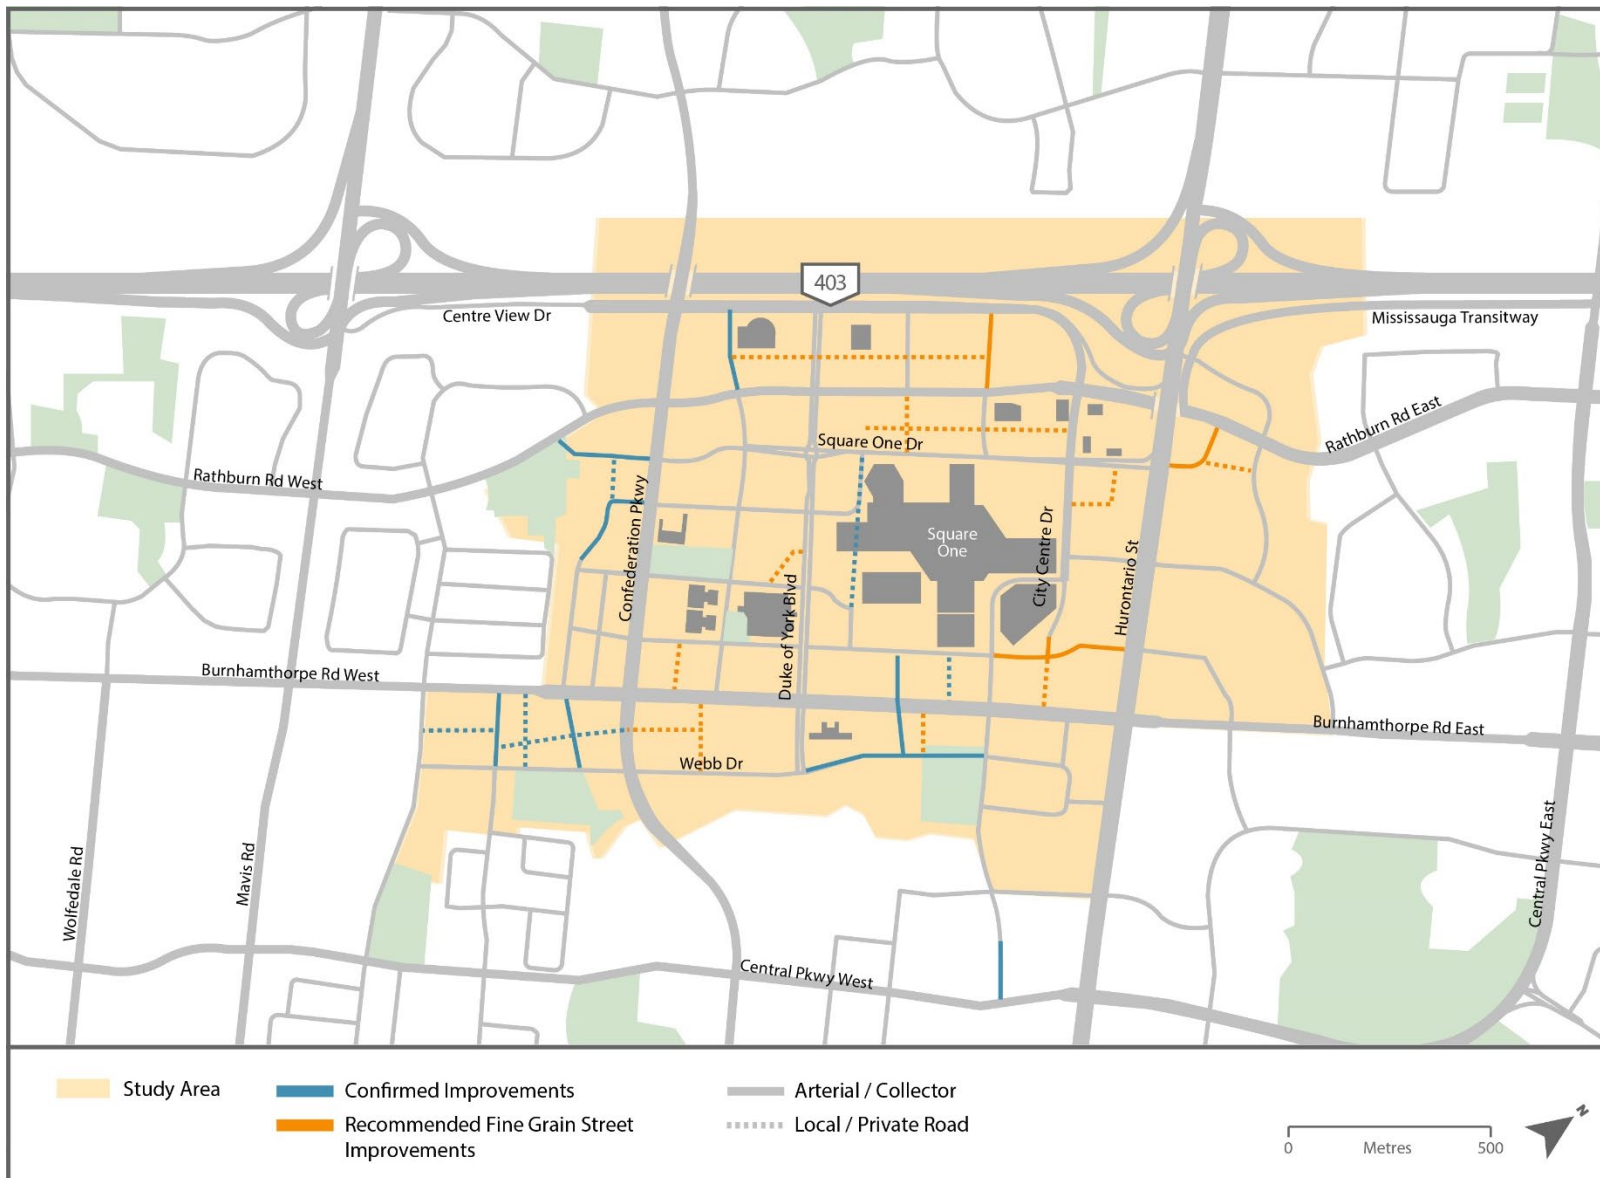 403
Centre View Dr
Mississauga Transitway
Rathburn Rd East
Square One Dr
Rathburn Rd West
Confederation Pkwy
Square
One
City Centre Dr
Hurontario St
Duke of York Blvd
Burnhamthorpe Rd West
Burnhamthorpe Rd East
Webb Dr
Wolfedale Rd
Mavis Rd
Central Pkwy East
Central Pkwy West
Study Area
Confirmed Improvements
Arterial / Collector
Recommended Fine Grain Street
Improvements
Local / Private Road
N
0 Metres 500